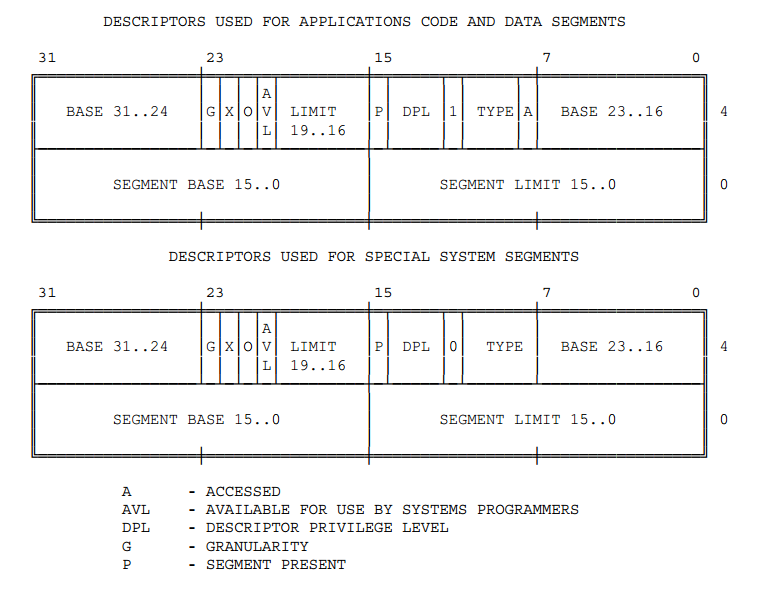 DESCRIPTORS USED FOR APPLICATIONS CODE AND DATA SEGMENTS
31 23 15 7 0
A
BASE 31..24 G X O V LIMIT P DPL 1 TYPE A BASE 23..16 4
L 19..16
SEGMENT BASE 15..0 SEGMENT LIMIT 15..0 0
DESCRIPTORS USED FOR SPECIAL SYSTEM SEGMENTS
31 23 15 7 0
A
BASE 31..24 G X O V LIMIT P DPL 0 TYPE BASE 23..16 4
L 19..16
SEGMENT BASE 15..0 SEGMENT LIMIT 15..0 0
A - ACCESSED
AVL - AVAILABLE FOR USE BY SYSTEMS PROGRAMMERS
DPL - DESCRIPTOR PRIVILEGE LEVEL
G - GRANULARITY
P - SEGMENT PRESENT